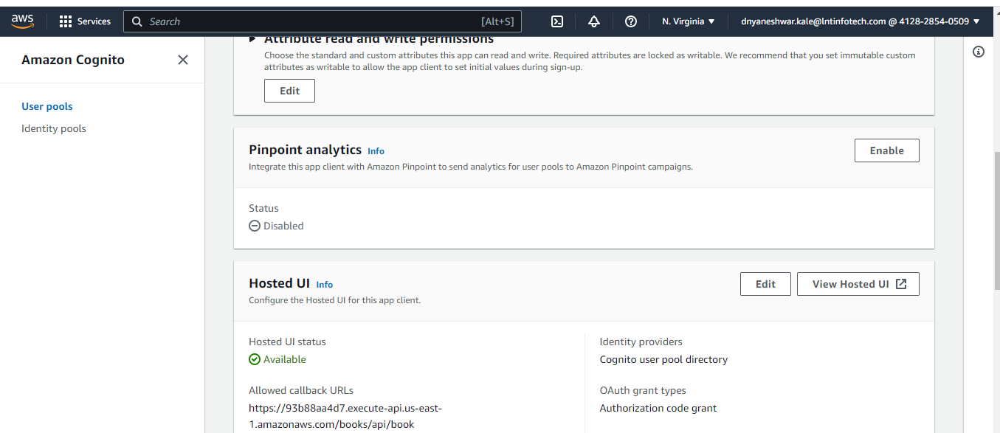 aws
Services
Search
[Alt+S]
N. Virginia
dnyaneshwar.kale@lntinfotech.com @ 4128-2854-0509
Amazon Cognito
User pools
Identity pools
Attribute read and write permissions
Choose the standard and custom attributes this app can read and write. Required attributes are locked as writable. We recommend that you set immutable custom
attributes as writable to allow the app client to set initial values during sign-up.
Edit
Pinpoint analytics Info
Enable
Integrate this app client with Amazon Pinpoint to send analytics for user pools to Amazon Pinpoint campaigns.
Status
Disabled
Hosted UI Info
Edit
View Hosted UI
Configure the Hosted UI for this app client.
Hosted UI status
Available
Allowed callback URLs
https://93b88aa4d7.execute-api.us-east-
1.amazonaws.com/books/api/book
Identity providers
Cognito user pool directory
OAuth grant types
Authorization code grant